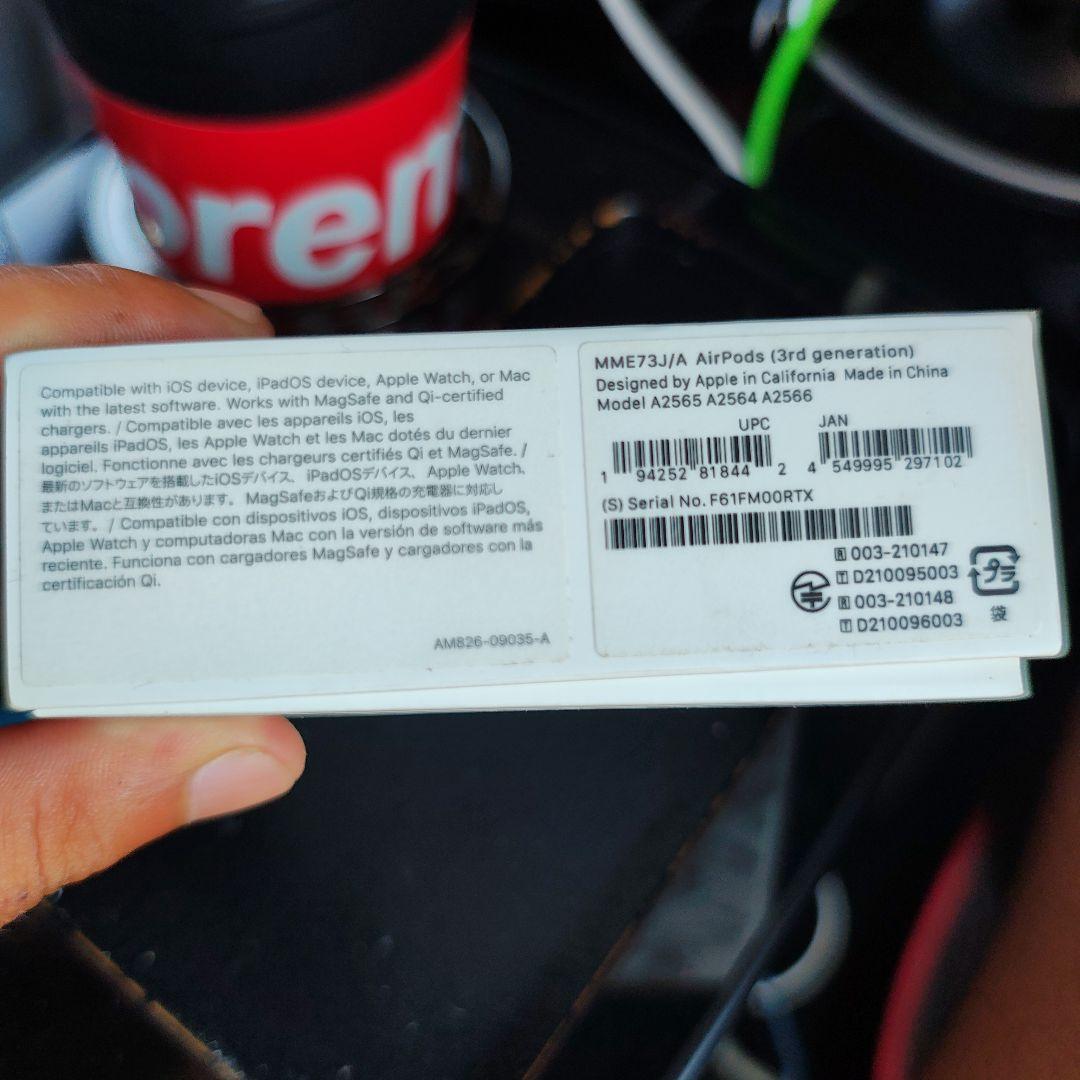 prem
Compatible with iOS device, iPadOS device, Apple Watch, or Mac
with the latest software. Works with MagSafe and Qi-certified
chargers. / Compatible avec les appareils iOS, les
appareils iPadOS, les Apple Watch et les Mac dotés du dernier
logiciel. Fonctionne avec les chargeurs certifiés Qi et MagSafe. /
最新のソフトウェアを搭載したiOSデバイス、iPadOSデバイス、Apple Watch、
またはMacと互換性があります。MagSafeおよびQi規格の充電器に対応し
ています。/ Compatible con dispositivos iOS, dispositivos iPadOS,
Apple Watch y computadoras Mac con la versión de software más
reciente. Funciona con cargadores MagSafe y cargadores con la
certificación Qi.
AM826-09035-A
MME73J/A AirPods (3rd generation)
Designed by Apple in California Made in China
Model A2565 A2564 A2566
UPC
1 94252 81844 2
JAN
4 549995 297102
(S) Serial No. F61FM00RTX
R 003-210147
T D210095003
R 003-210148
T D210096003
プラ
袋